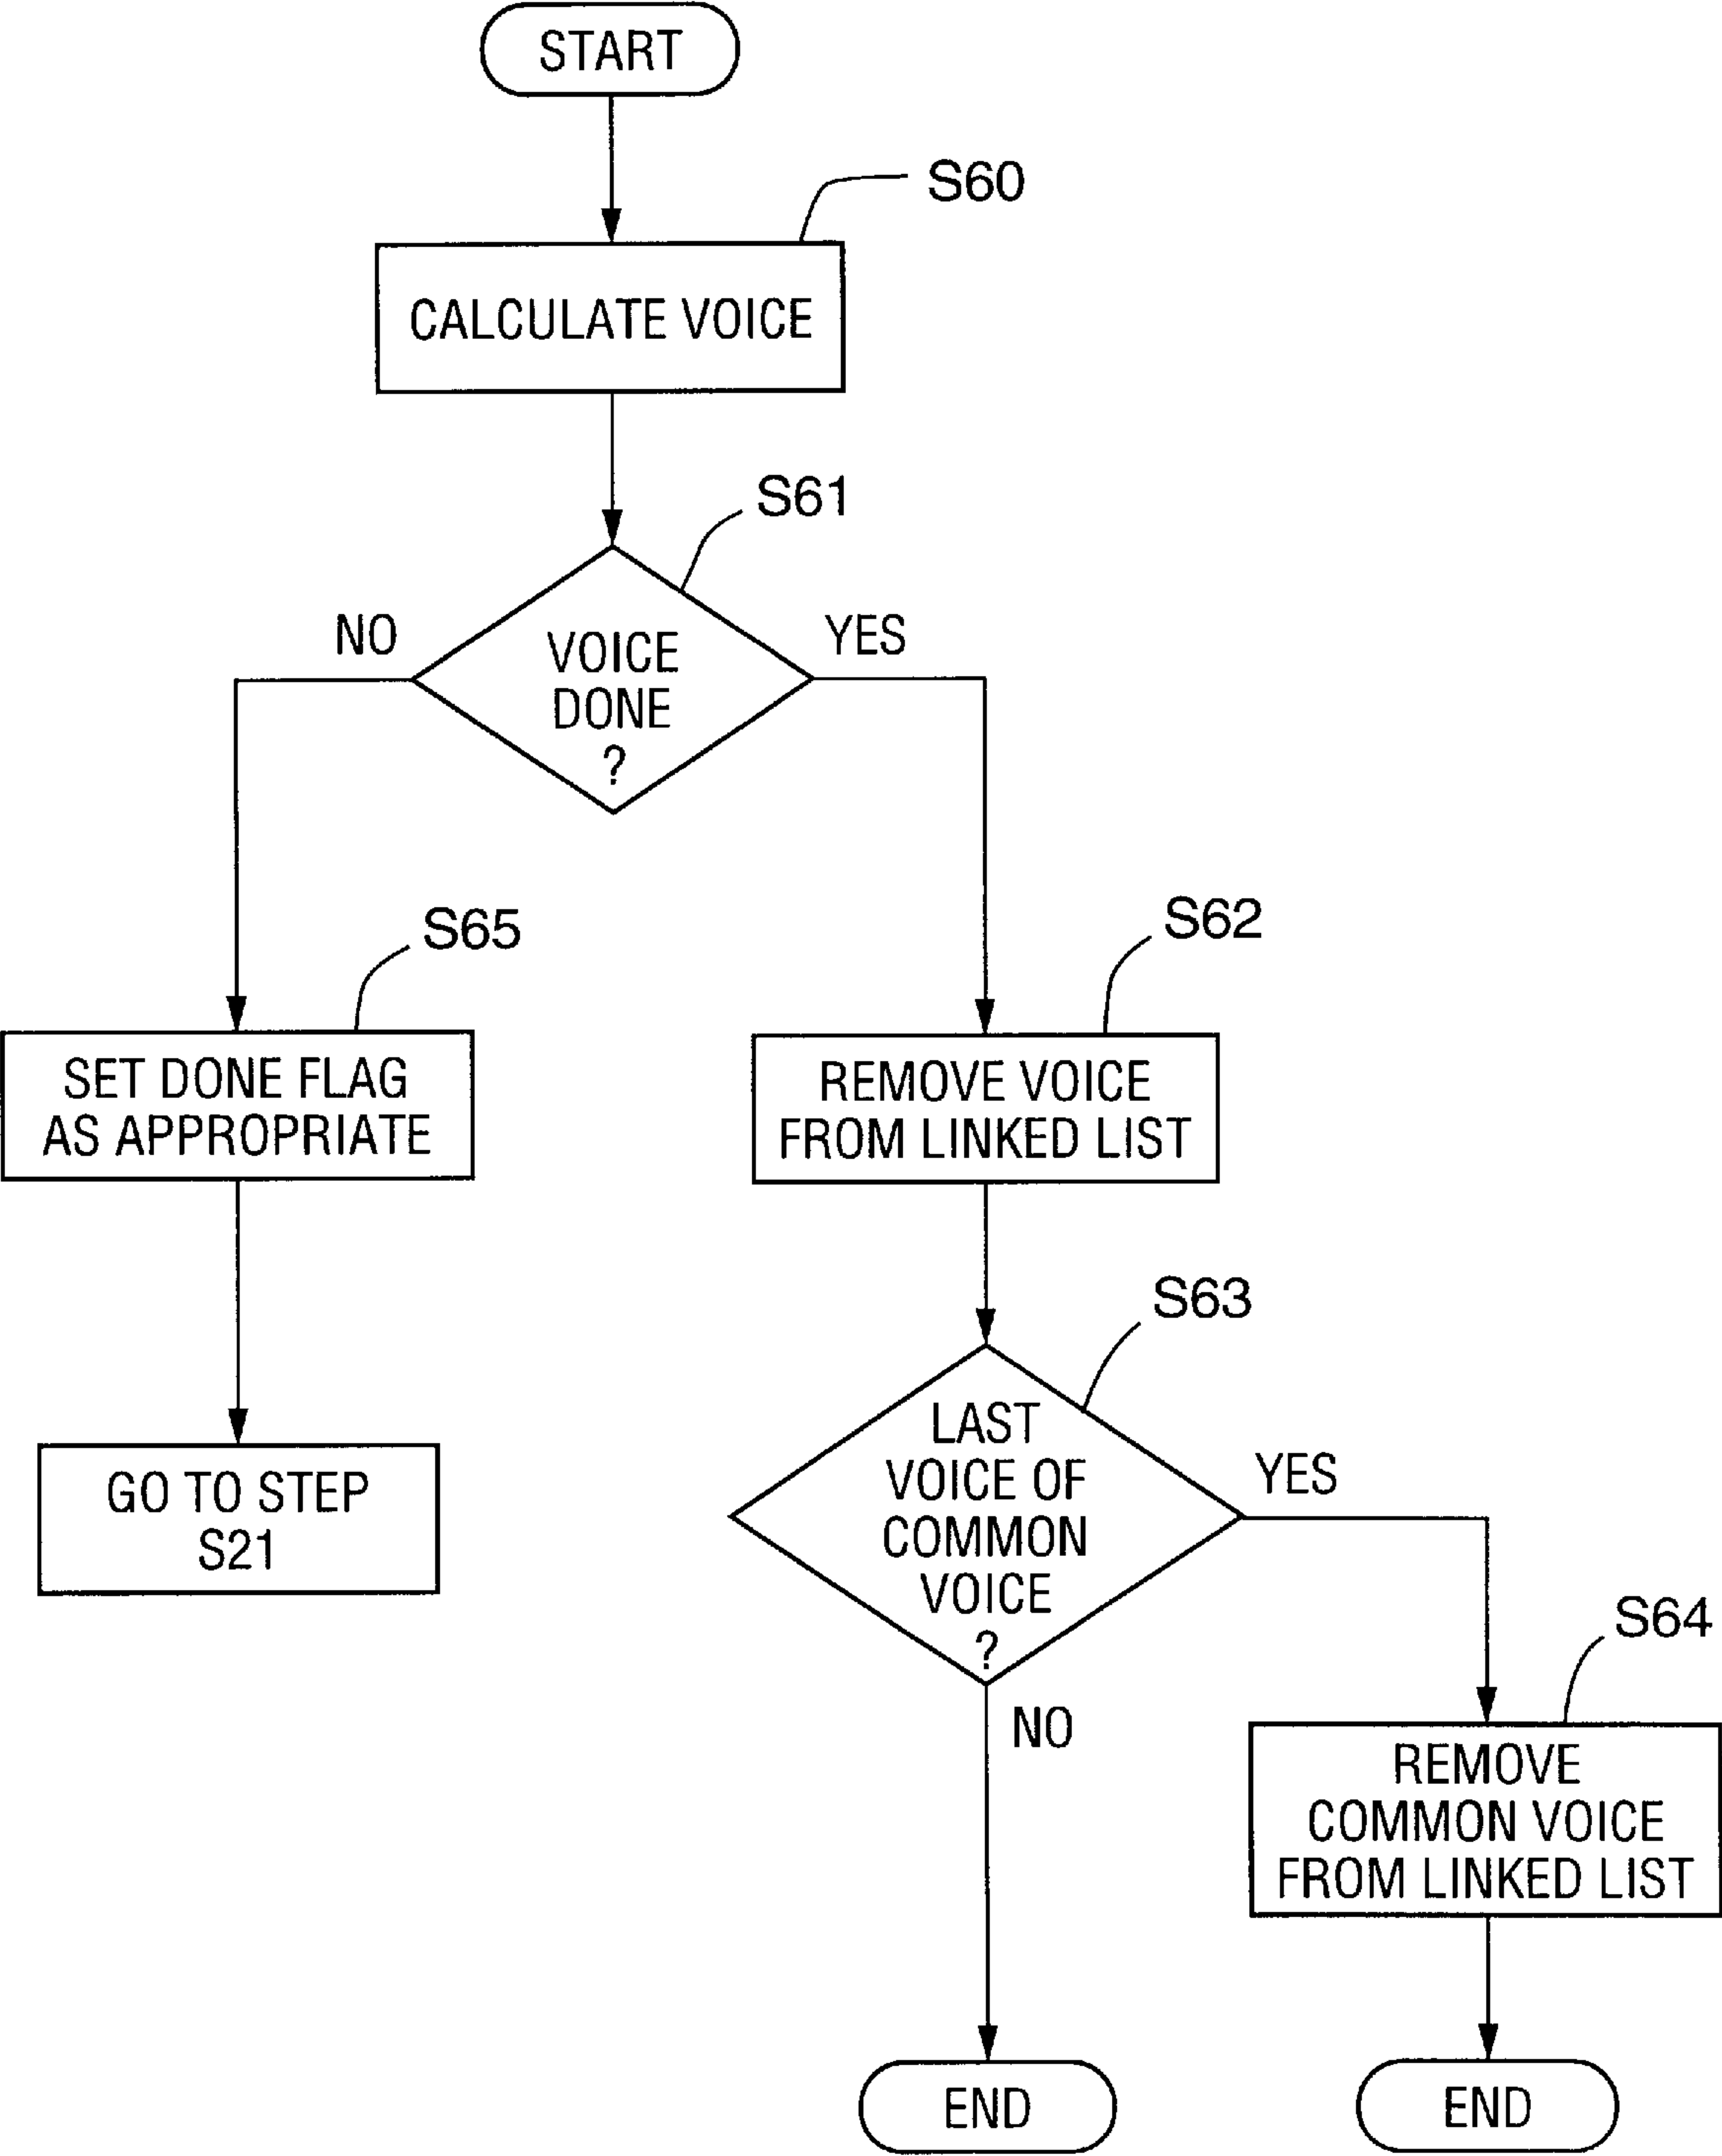 START
S60
CALCULATE VOICE
S61
NO
YES
VOICE
DONE
?
S65
S62
SET DONE FLAG
AS APPROPRIATE
REMOVE VOICE
FROM LINKED LIST
S63
GO TO STEP
S21
LAST
VOICE OF
COMMON
VOICE
?
YES
NO
S64
REMOVE
COMMON VOICE
FROM LINKED LIST
END
END